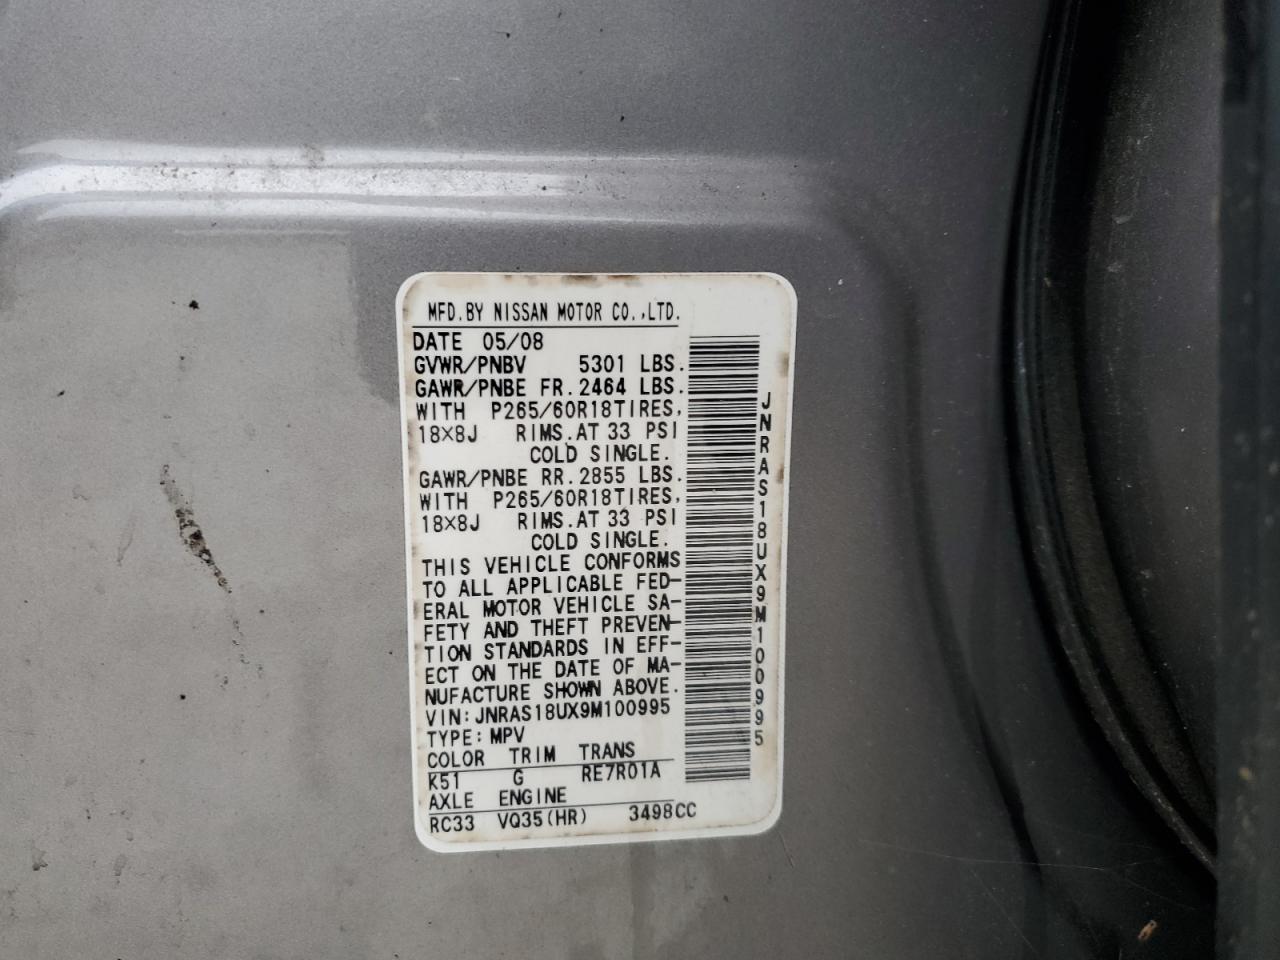 MFD.BY NISSAN MOTOR CO.,LTD.
DATE 05/08
GVWR/PNBV 5301 LBS.
GAWR/PNBE FR.2464 LBS.
WITH P265/60R18TIRES,
18×8J RIMS.AT 33 PSI
COLD SINGLE.
GAWR/PNBE RR.2855 LBS.
WITH P265/60R18TIRES,
18×8J RIMS.AT 33 PSI
COLD SINGLE.
THIS VEHICLE CONFORMS
TO ALL APPLICABLE FED-
ERAL MOTOR VEHICLE SA-
FETY AND THEFT PREVEN-
TION STANDARDS IN EFF-
ECT ON THE DATE OF MA-
NUFACTURE SHOWN ABOVE.
VIN:JNRAS18UX9M100995
TYPE:MPV
COLOR TRIM TRANS
K51 G RE7R01A
AXLE ENGINE
RC33 VQ35(HR) 3498CC
JNRAS18UX9M100995